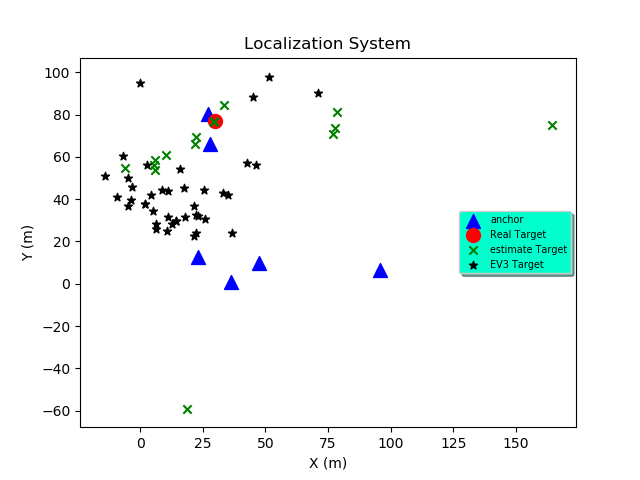 Localization System
100
80
60
40
20
0
−20
−40
−60
Y (m)
anchor
Real Target
estimate Target
EV3 Target
0
25
50
75
100
125
150
X (m)